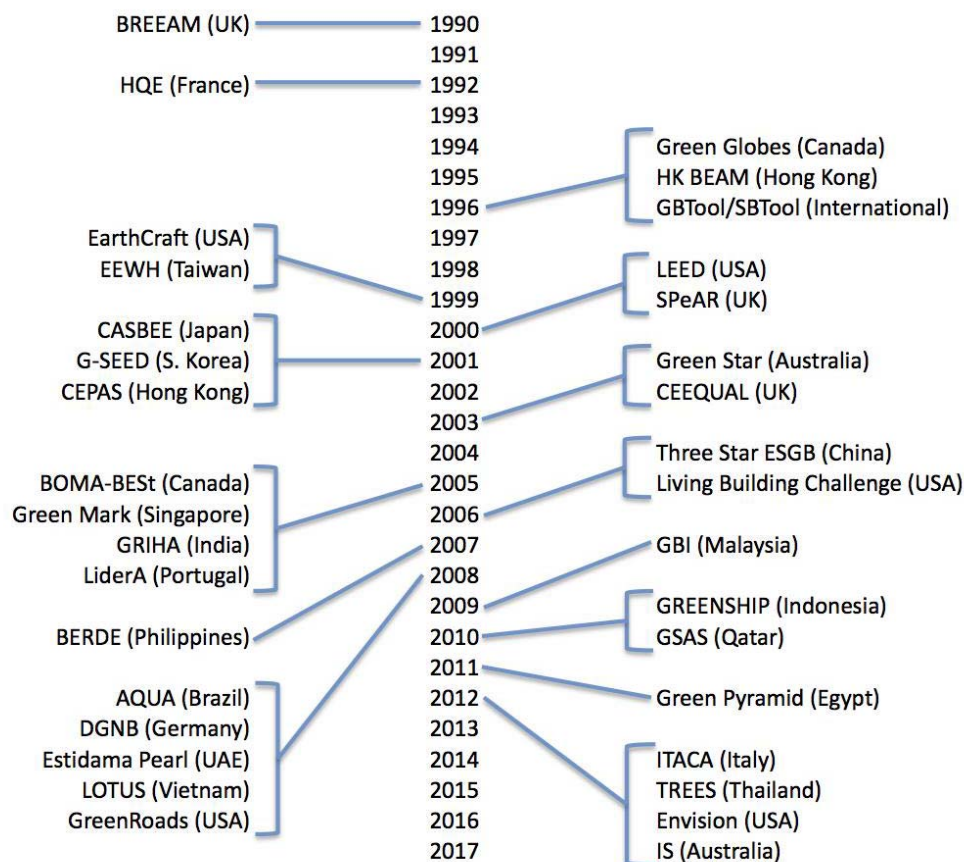 BREEAM (UK)
HQE (France)
EarthCraft (USA)
EEWH (Taiwan)
CASBEE (Japan)
G-SEED (S. Korea)
CEPAS (Hong Kong)
BOMA-BESt (Canada)
Green Mark (Singapore)
GRIHA (India)
LiderA (Portugal)
BERDE (Philippines)
AQUA (Brazil)
DGNB (Germany)
Estidama Pearl (UAE)
LOTUS (Vietnam)
GreenRoads (USA)
1990
1991
1992
1993
1994
1995
1996
1997
1998
1999
2000
2001
2002
2003
2004
2005
2006
2007
2008
2009
2010
2011
2012
2013
2014
2015
2016
2017
Green Globes (Canada)
HK BEAM (Hong Kong)
GBTool/SBTool (International)
LEED (USA)
SPeAR (UK)
Green Star (Australia)
CEEQUAL (UK)
Three Star ESGB (China)
Living Building Challenge (USA)
GBI (Malaysia)
GREENSHIP (Indonesia)
GSAS (Qatar)
Green Pyramid (Egypt)
ITACA (Italy)
TREES (Thailand)
Envision (USA)
IS (Australia)